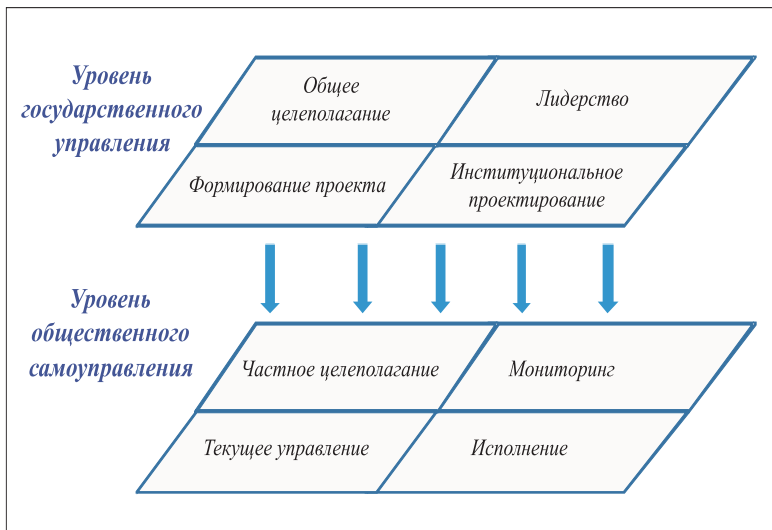 Уровень
государственного
управления
Общее
целеполагание
Лидерство
Формирование проекта
Институциональное
проектирование
Уровень
общественного
самоуправления
Частное целеполагание
Мониторинг
Текущее управление
Исполнение